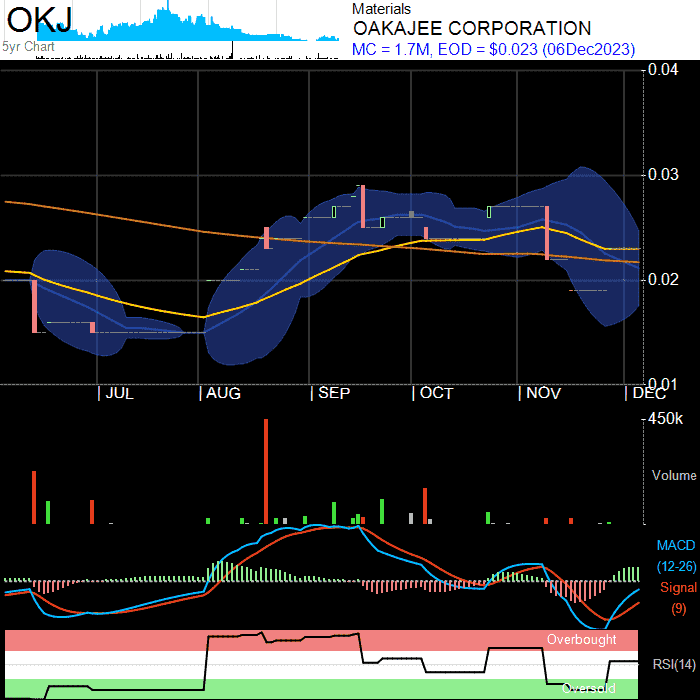 OKJ
5yr Chart
Materials
OAKAJEE CORPORATION
MC = 1.7M, EOD = $0.023 (06Dec2023)
0.04
0.03
0.02
0.01
| JUL | AUG | SEP | OCT | NOV | DEC
450k
Volume
MACD
(12-26)
Signal
(9)
Overbought
RSI(14)
Oversold